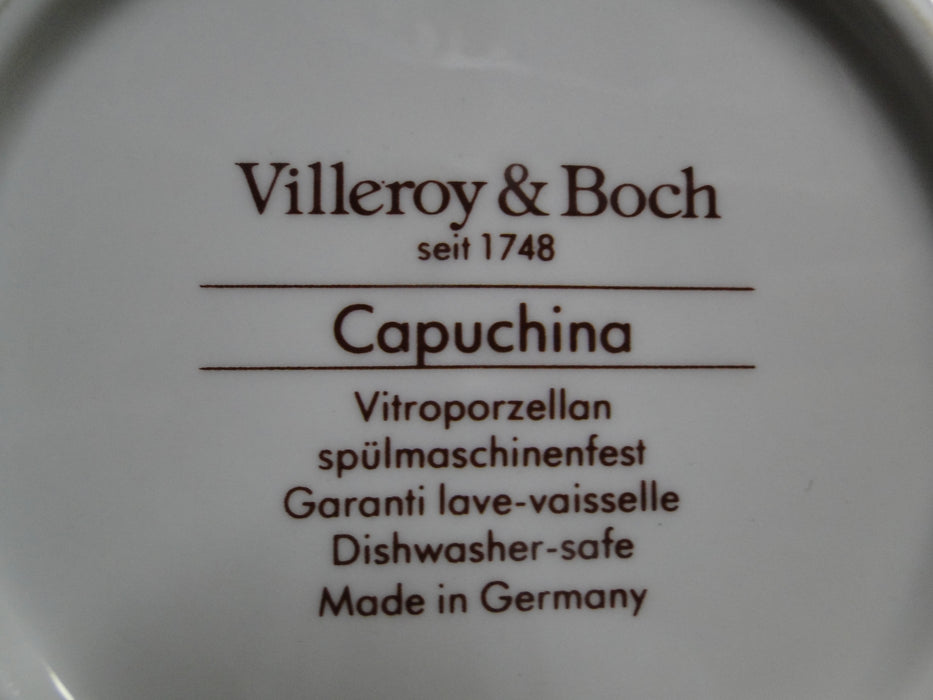 Villeroy & Boch
seit 1748
Capuchina
Vitroporzellan
spülmaschinenfest
Garanti lave-vaisselle
Dishwasher-safe
Made in Germany